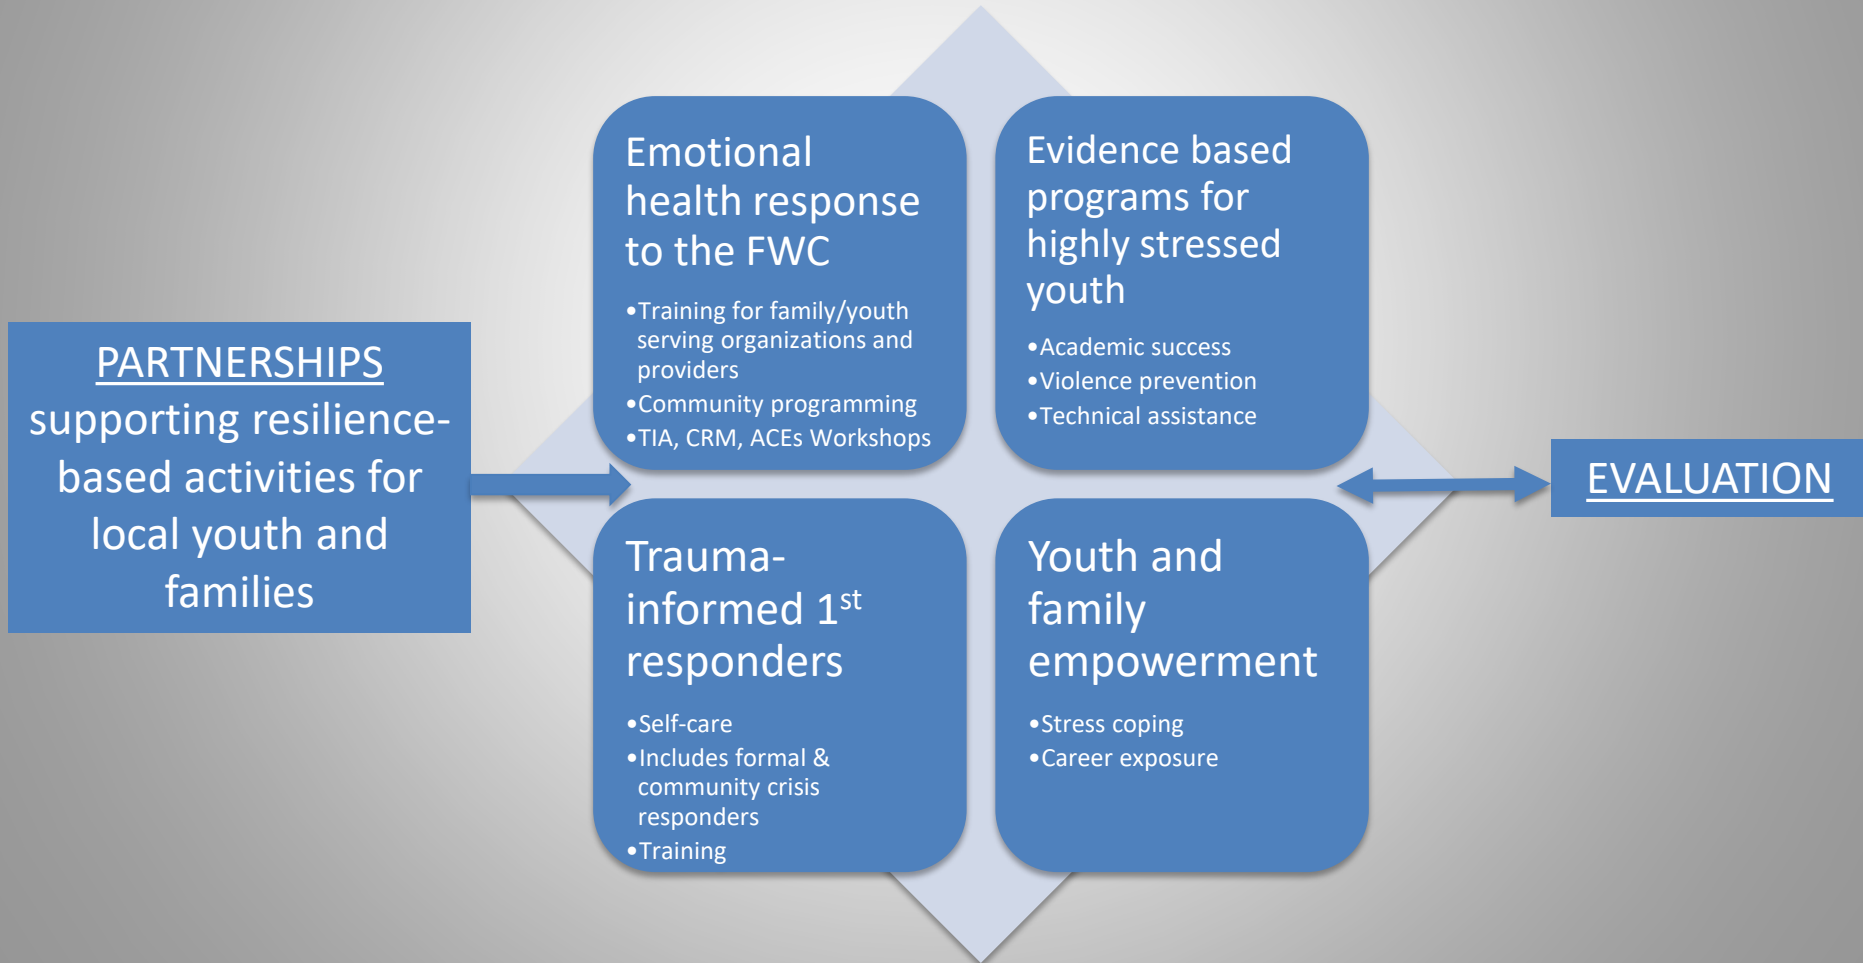 PARTNERSHIPS
supporting resilience-
based activities for
local youth and
families
Emotional
health response
to the FWC
•Training for family/youth
serving organizations and
providers
•Community programming
•TIA, CRM, ACEs Workshops
Evidence based
programs for
highly stressed
youth
•Academic success
•Violence prevention
•Technical assistance
Trauma-
informed 1st
responders
•Self-care
•Includes formal &
community crisis
responders
•Training
Youth and
family
empowerment
•Stress coping
•Career exposure
EVALUATION